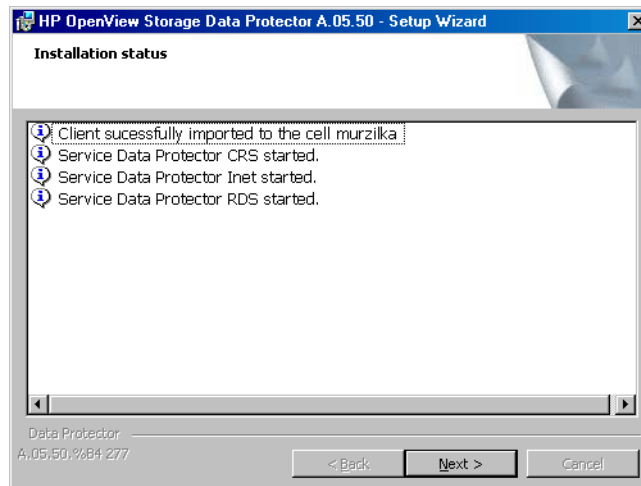 HP OpenView Storage Data Protector A.05.50 - Setup Wizard
Installation status
Client sucessfully imported to the cell murzilka
Service Data Protector CRS started.
Service Data Protector Inet started.
Service Data Protector RDS started.
Data Protector
A.05.50.%B4 277
< Back Next > Cancel